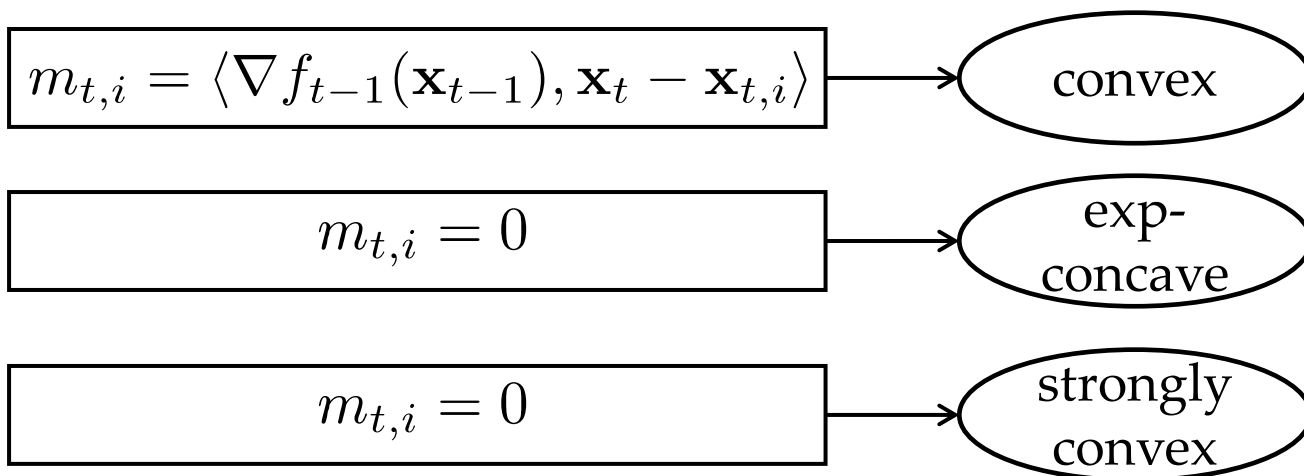 m_{t,i} = ⟨∇f_{t−1}(𝐱_{t−1}), 𝐱_t − 𝐱_{t,i}⟩
convex
m_{t,i} = 0
exp-
concave
m_{t,i} = 0
strongly
convex